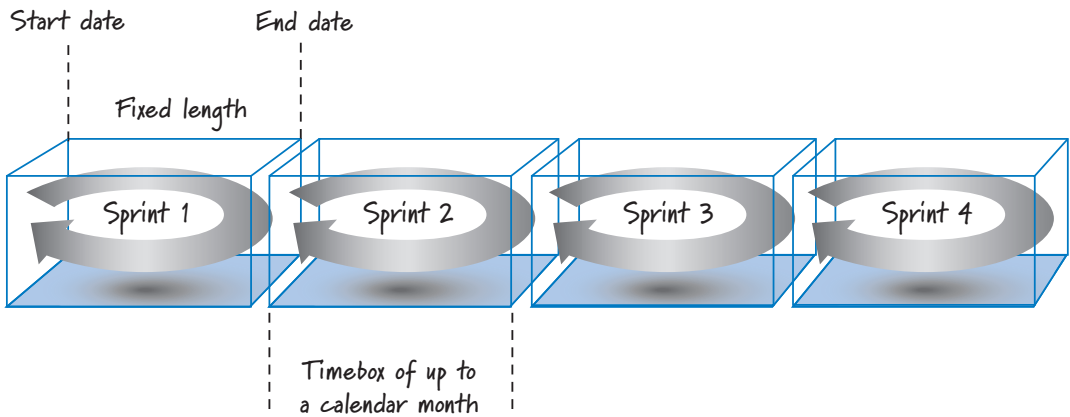 Start date
End date
Fixed length
Sprint 1
Sprint 2
Sprint 3
Sprint 4
Timebox of up to
a calendar month